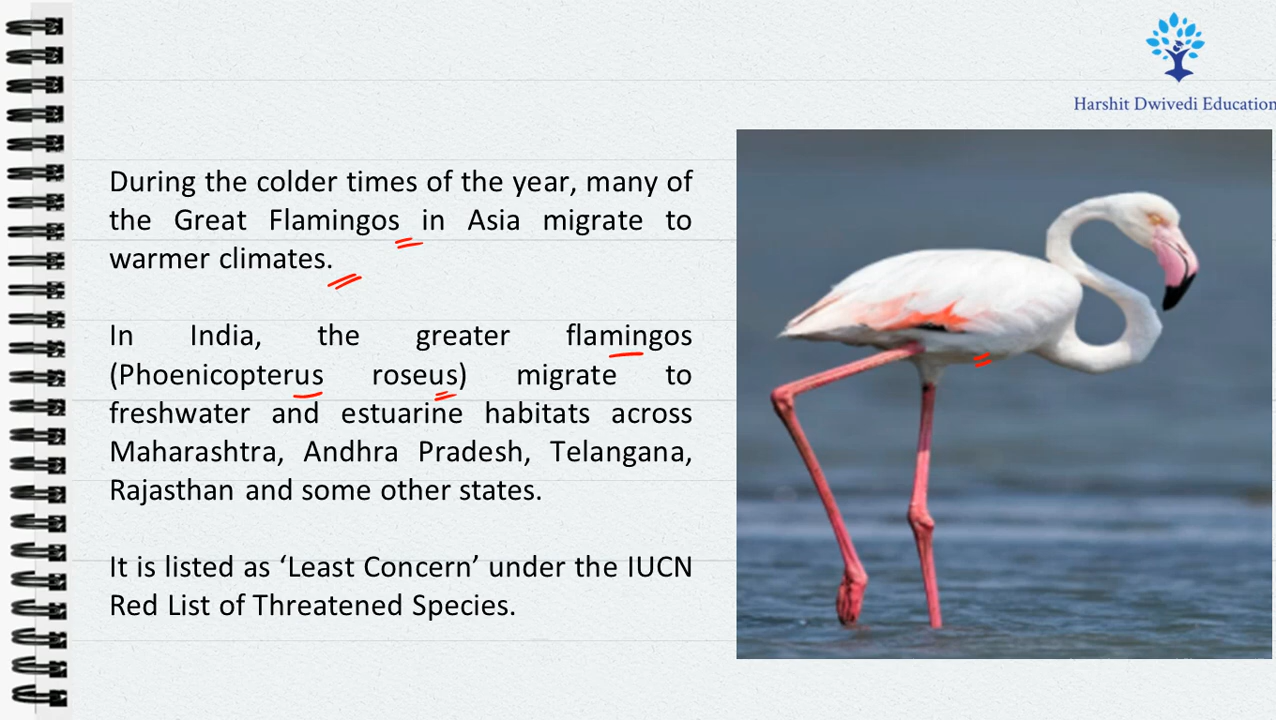 Harshit Dwivedi Education
During the colder times of the year, many of
the Great Flamingos in Asia migrate to
warmer climates.
In India, the greater flamingos
(Phoenicopterus roseus) migrate to
freshwater and estuarine habitats across
Maharashtra, Andhra Pradesh, Telangana,
Rajasthan and some other states.
It is listed as ‘Least Concern’ under the IUCN
Red List of Threatened Species.